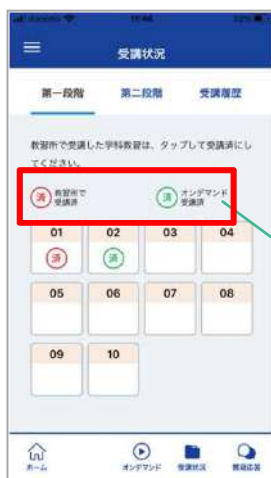 受講状況
第一段階 第二段階 受講履歴
教習所で受講した学科教習は、タップして受講済にし
てください。
済 教習所で 済 オンデマンド
受講済 受講済
01 02 03 04
済 済
05 06 07 08
09 10
ホーム オンデマンド 受講状況